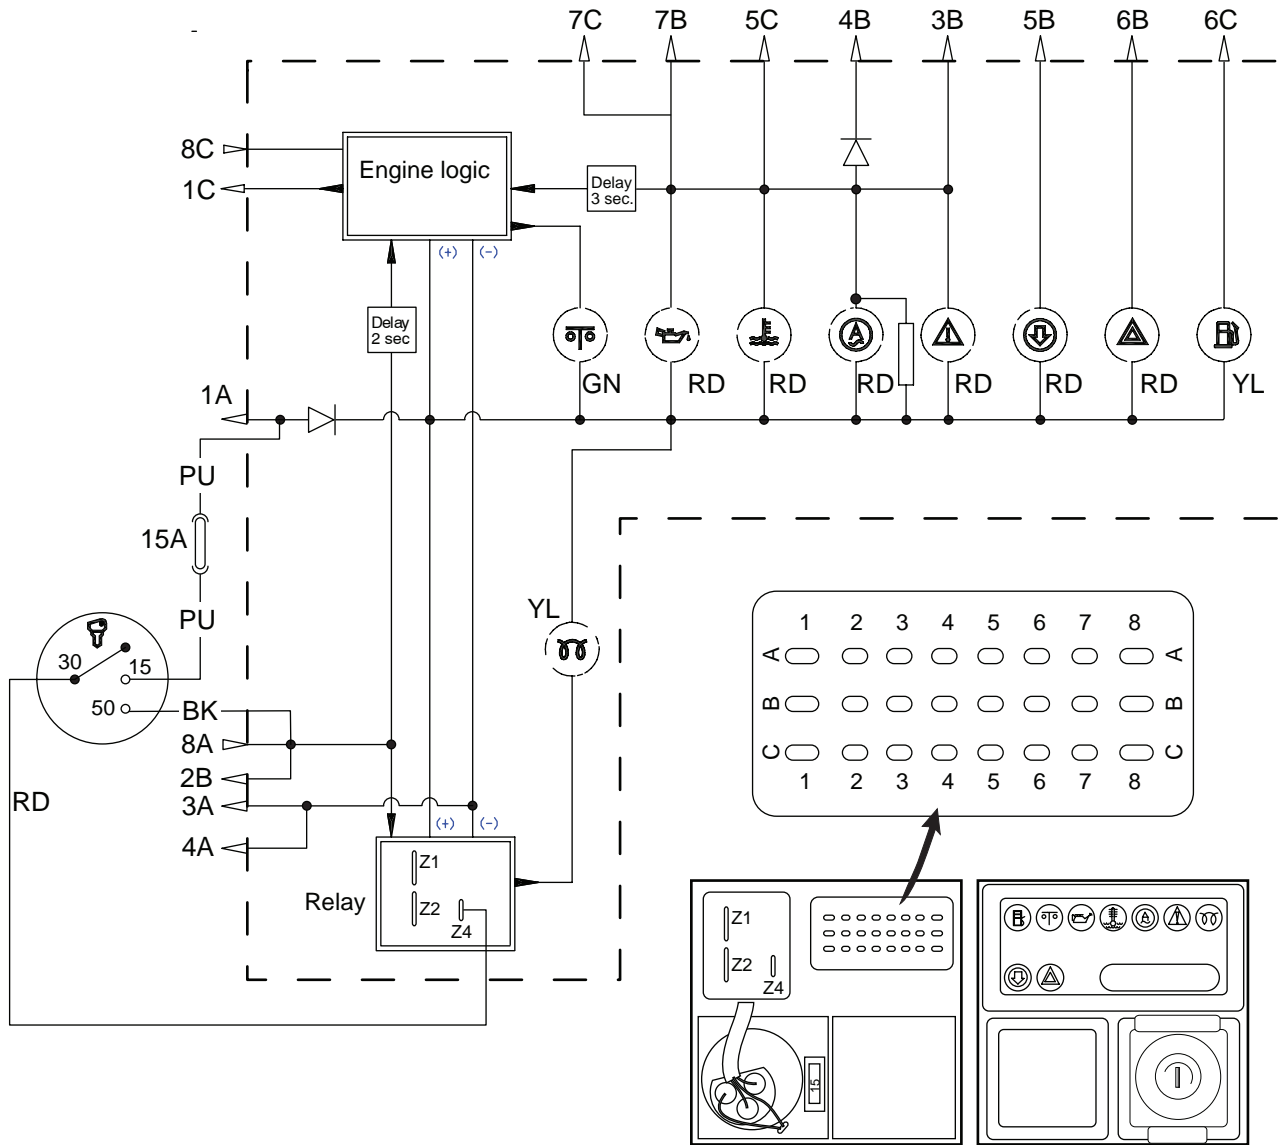 7C 7B 5C 4B 3B 5B 6B 6C
8C
Engine logic
1C
Delay
3 sec.
(+) (-)
Delay
2 sec
GN RD RD RD RD RD RD YL
1A
PU
15A
PU
YL
30 15
50
BK
8A
2B
3A
RD
4A
(+) (-)
Relay
Z1
Z2
Z4
1 2 3 4 5 6 7 8
A A
B B
C C
1 2 3 4 5 6 7 8
Z1
Z2
Z4
15